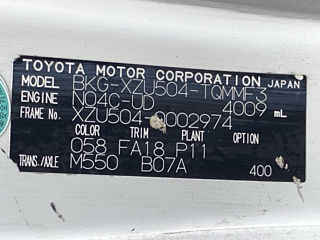 TOYOTA MOTOR CORPORATION JAPAN
MODEL BKG-XZU504-TQMMF3
ENGINE N04C-UD 4009 mL
FRAME No. XZU504-0002974
COLOR TRIM PLANT OPTION
058 FA18 P11
TRANS./AXLE M550 B07A 400